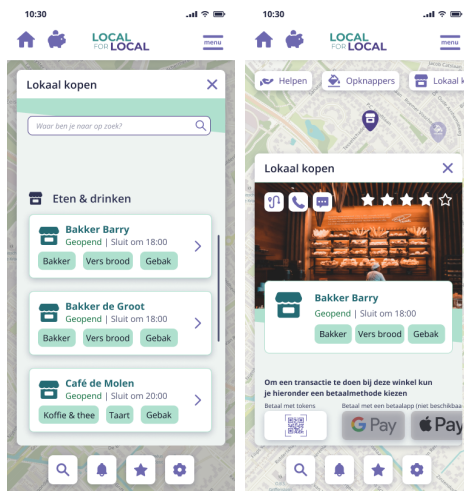 10:30
LOCAL
FOR LOCAL
menu
Lokaal kopen
Waar ben je naar op zoek?
Eten & drinken
Bakker Barry
Geopend | Sluit om 18:00
Bakker
Vers brood
Gebak
Bakker de Groot
Geopend | Sluit om 18:00
Bakker
Vers brood
Gebak
Café de Molen
Geopend | Sluit om 20:00
Koffie & thee
Taart
Gebak
10:30
LOCAL
FOR LOCAL
menu
Helpen
Opknappers
Lokaal k
Lokaal kopen
Bakker Barry
Geopend | Sluit om 18:00
Bakker
Vers brood
Gebak
Om een transactie te doen bij deze winkel kun
je hieronder een betaalmethode kiezen
Betaal met tokens
Betaal met een betaalapp (niet beschikbaa
G Pay
Pay